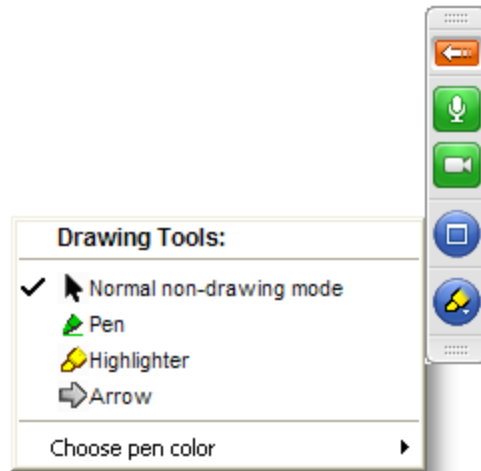 Drawing Tools:
Normal non-drawing mode
Pen
Highlighter
Arrow
Choose pen color